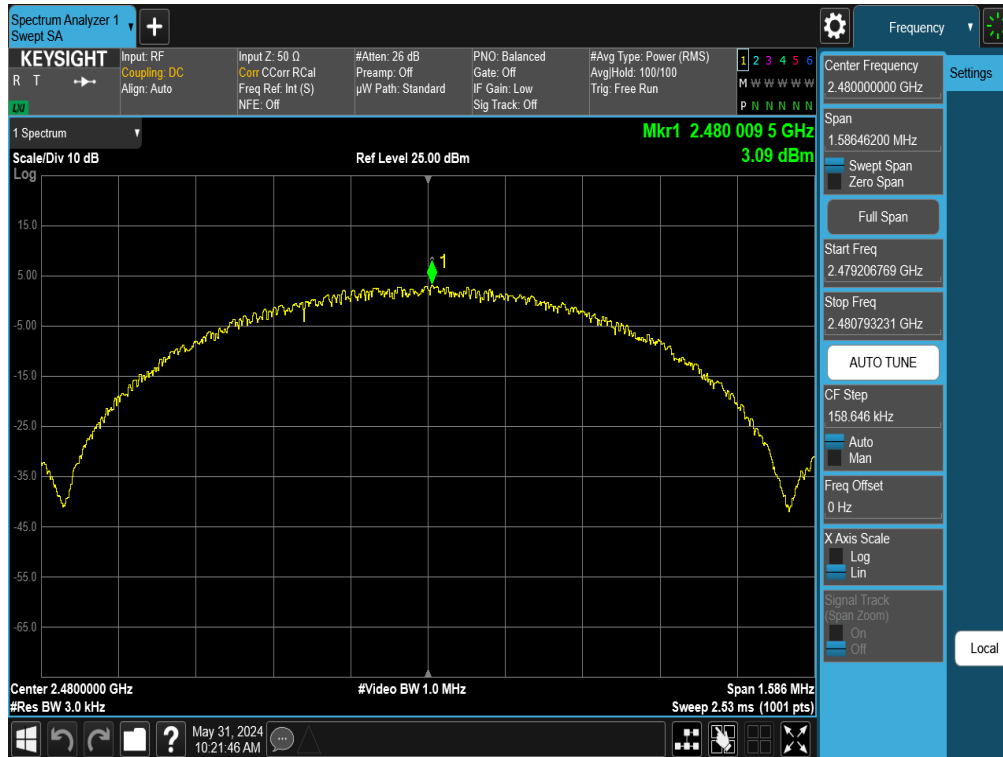 Spectrum Analyzer 1
Swept SA
+
Frequency
KEYSIGHT
R T
LXI
Input: RF
Coupling: DC
Align: Auto
Input Z: 50 Ω
Corr CCorr RCal
Freq Ref: Int (S)
NFE: Off
#Atten: 26 dB
Preamp: Off
µW Path: Standard
PNO: Balanced
Gate: Off
IF Gain: Low
Sig Track: Off
#Avg Type: Power (RMS)
Avg|Hold: 100/100
Trig: Free Run
1 2 3 4 5 6
M W W W W W
P N N N N N
1 Spectrum
Scale/Div 10 dB
Log
Ref Level 25.00 dBm
Mkr1 2.480 009 5 GHz
3.09 dBm
1
15.0
5.00
-5.00
-15.0
-25.0
-35.0
-45.0
-55.0
-65.0
Center 2.4800000 GHz
#Res BW 3.0 kHz
#Video BW 1.0 MHz
Span 1.586 MHz
Sweep 2.53 ms (1001 pts)
?
May 31, 2024
10:21:46 AM
Center Frequency
2.480000000 GHz
Span
1.58646200 MHz
Swept Span
Zero Span
Full Span
Start Freq
2.479206769 GHz
Stop Freq
2.480793231 GHz
AUTO TUNE
CF Step
158.646 kHz
Auto
Man
Freq Offset
0 Hz
X Axis Scale
Log
Lin
Signal Track
(Span Zoom)
On
Off
Settings
Local